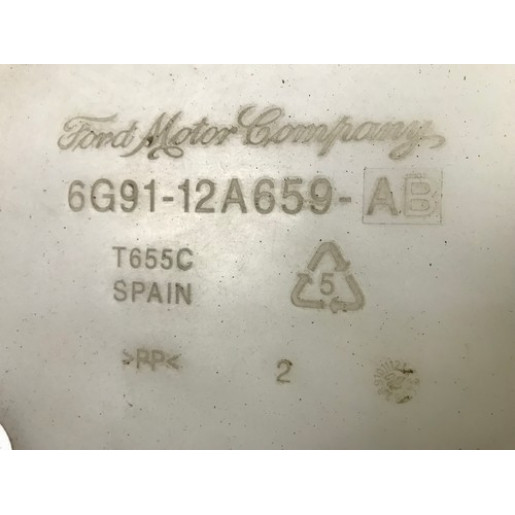 Ford Motor Company
6G91-12A659-AB
T655C
SPAIN
5
>PP<
2